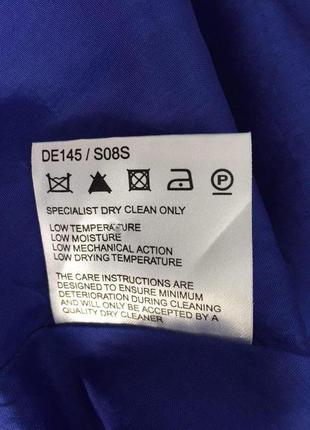 DE145 / S08S
P
SPECIALIST DRY CLEAN ONLY
LOW TEMPERATURE
LOW MOISTURE
LOW MECHANICAL ACTION
LOW DRYING TEMPERATURE
THE CARE INSTRUCTIONS ARE
DESIGNED TO ENSURE MINIMUM
DETERIORATION DURING CLEANING
AND WILL ONLY BE ACCEPTED BY A
QUALITY DRY CLEANER